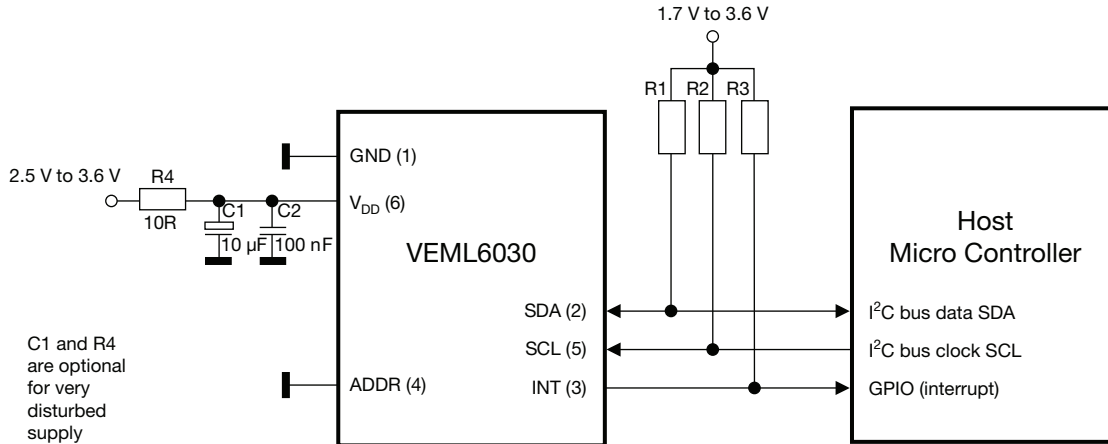 1.7 V to 3.6 V
R1 R2 R3
GND (1)
2.5 V to 3.6 V
R4
10R
C1
10 µF
C2
100 nF
V_DD (6)
VEML6030
Host
Micro Controller
SDA (2)
I²C bus data SDA
SCL (5)
I²C bus clock SCL
ADDR (4)
INT (3)
GPIO (interrupt)
C1 and R4
are optional
for very
disturbed
supply